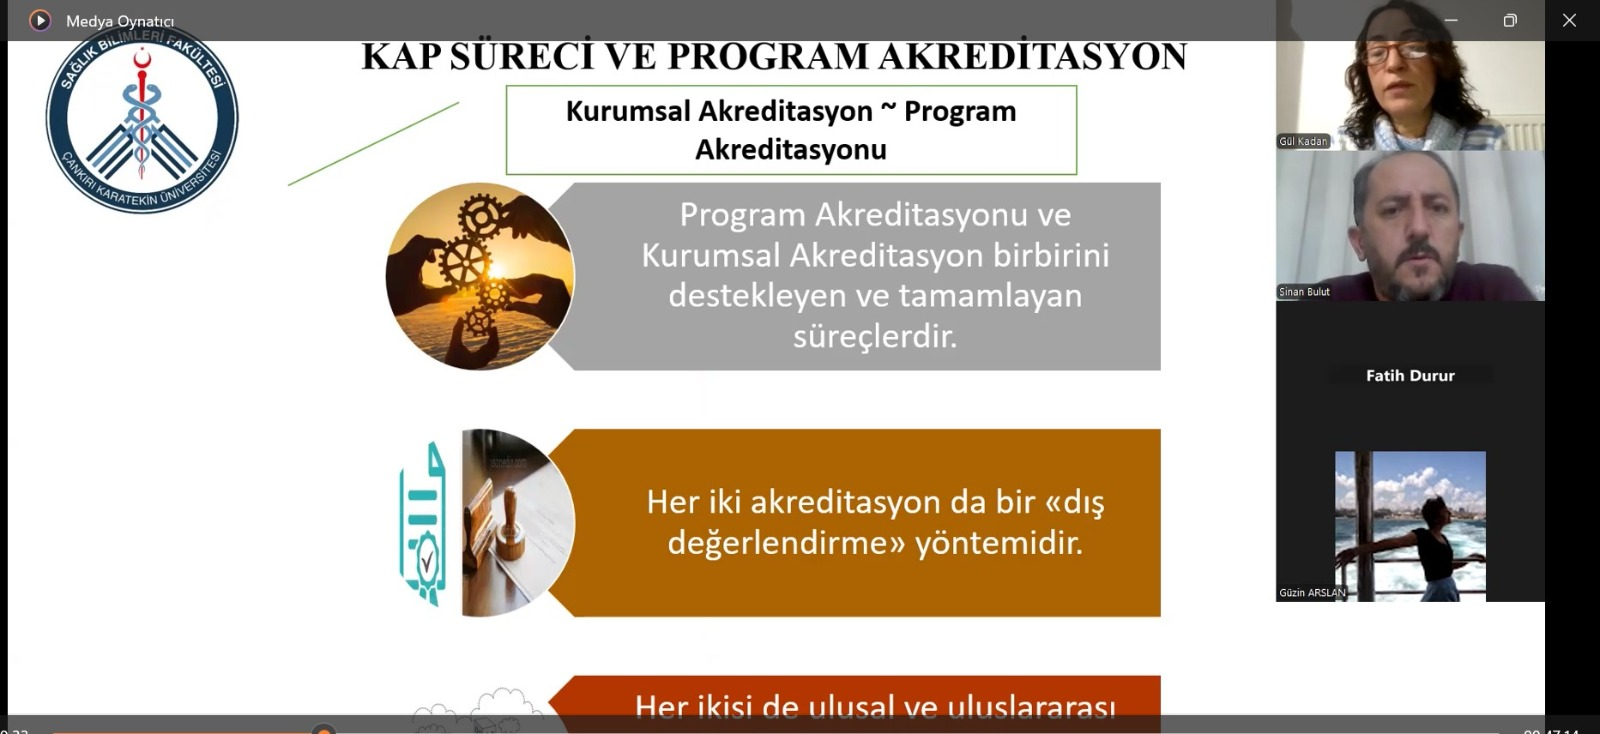 Medya Oynatıcı
SAĞLIK BİLİMLERİ FAKÜLTESİ
ÇANKIRI KARATEKİN ÜNİVERSİTESİ
KAP SÜRECİ VE PROGRAM AKREDİTASYON
Kurumsal Akreditasyon ~ Program
Akreditasyonu
Program Akreditasyonu ve
Kurumsal Akreditasyon birbirini
destekleyen ve tamamlayan
süreçlerdir.
Her iki akreditasyon da bir «dış
değerlendirme» yöntemidir.
Her ikisi de ulusal ve uluslararası
Gül Kadan
Sinan Bulut
Fatih Durur
Güzin ARSLAN